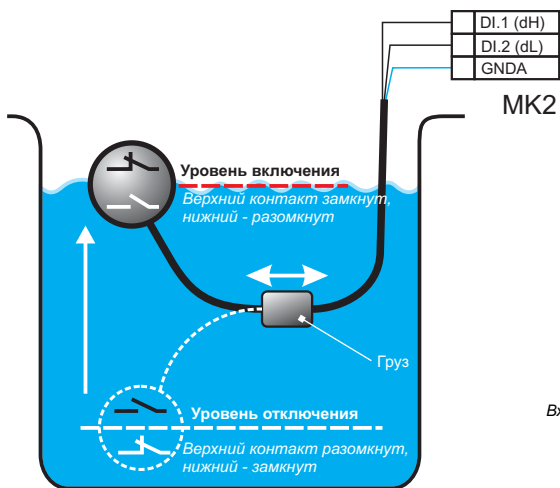 DI.1 (dH)
DI.2 (dL)
GNDA
MK2
Уровень включения
Верхний контакт замкнут,
нижний - разомкнут
Груз
Уровень отключения
Верхний контакт разомкнут,
нижний - замкнут